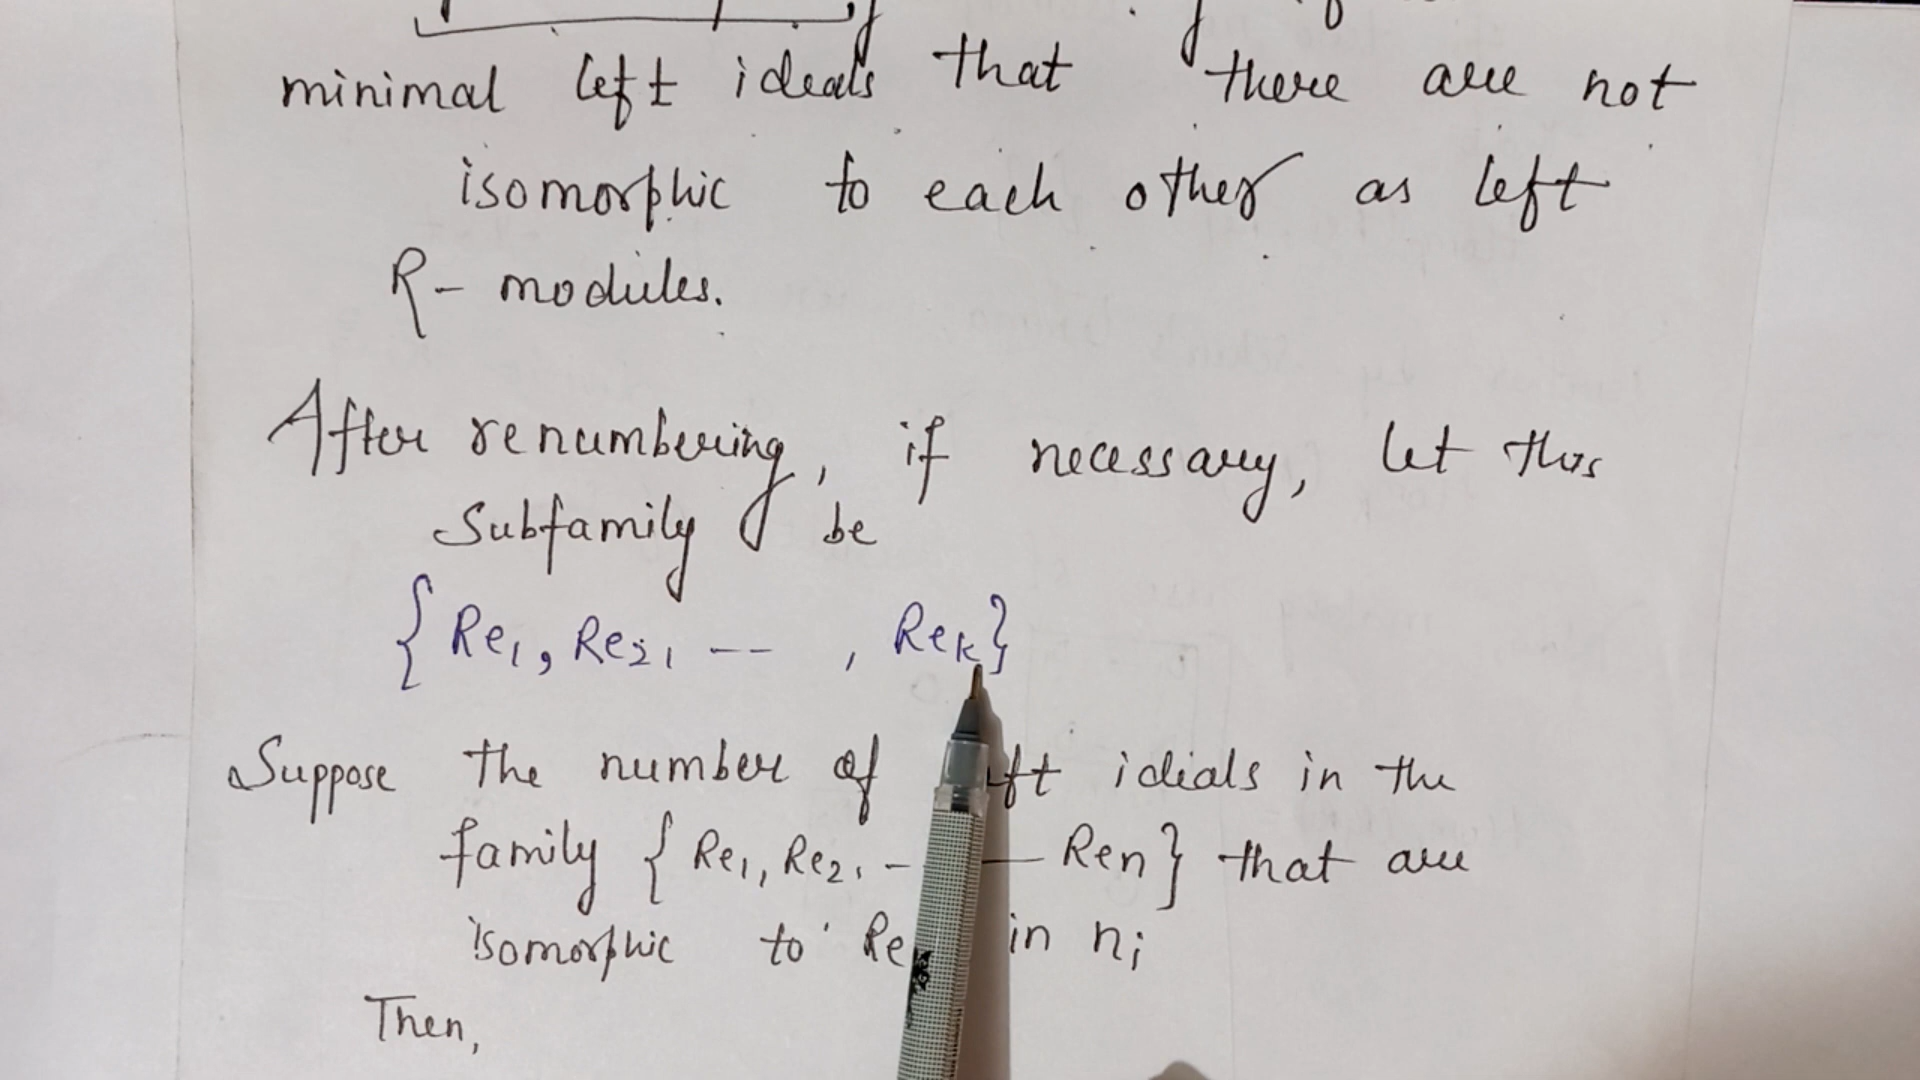 minimal left ideals that there are not
isomorphic to each other as left
R- modules.
After renumbering, if necessary, let this
Subfamily be
{Re1, Re2, -- , Rek}
Suppose the number of ideals in the
family {Re1, Re2, - — Ren} that are
isomorphic to in ni
Then,